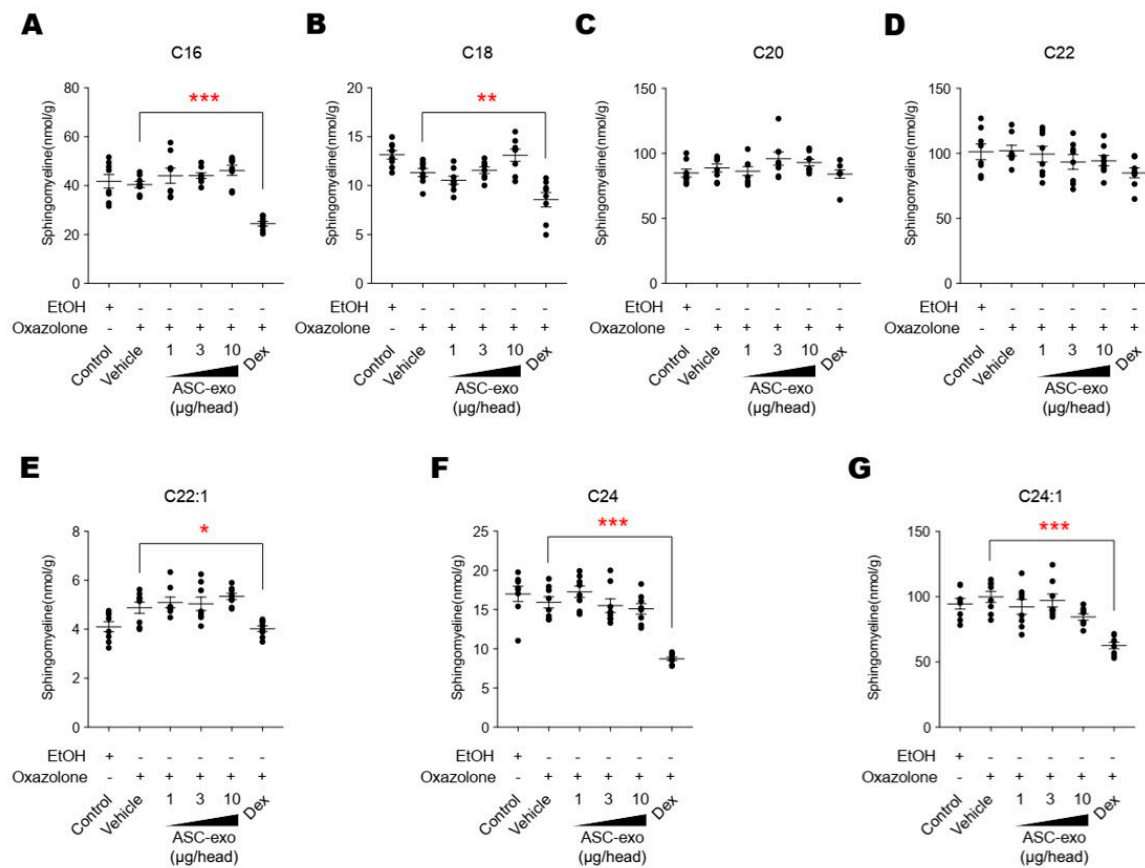 A B C D
C16 C18 C20 C22
*** **
Sphingomyeline(nmol/g) Sphingomyeline(nmol/g) Sphingomyeline(nmol/g) Sphingomyeline(nmol/g)
80 20 150 150
60 15 100 100
40 10 50 50
20 5 0 0
0 0
EtOH + - - - - - + - - - - - + - - - - - + - - - - -
Oxazolone - + + + + + - + + + + + - + + + + + - + + + + +
Control Vehicle 1 3 10 Dex Control Vehicle 1 3 10 Dex Control Vehicle 1 3 10 Dex Control Vehicle 1 3 10 Dex
ASC-exo ASC-exo ASC-exo ASC-exo
(µg/head) (µg/head) (µg/head) (µg/head)
E F G
C22:1 C24 C24:1
* *** ***
Sphingomyeline(nmol/g) Sphingomyeline(nmol/g) Sphingomyeline(nmol/g)
8 25 150
6 20 100
4 15 50
2 10 0
0 5
0
EtOH + - - - - - EtOH + - - - - - EtOH + - - - - -
Oxazolone - + + + + + Oxazolone - + + + + + Oxazolone - + + + + +
Control Vehicle 1 3 10 Dex Control Vehicle 1 3 10 Dex Control Vehicle 1 3 10 Dex
ASC-exo ASC-exo ASC-exo
(µg/head) (µg/head) (µg/head)